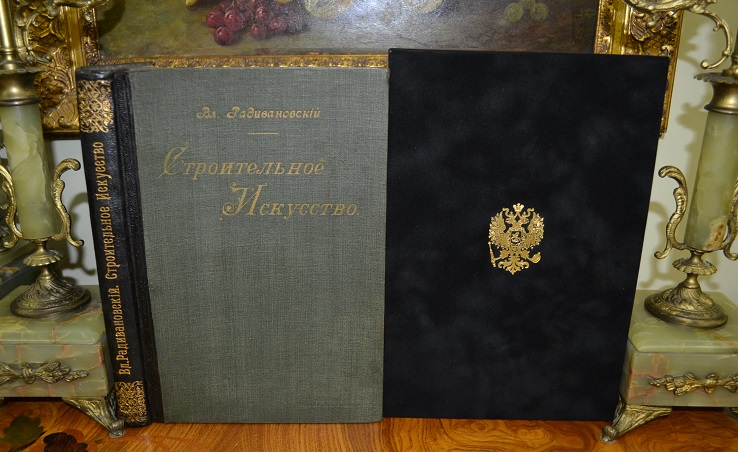 Вл. Радивановскій
Строительное
Искусство.
Вл. Радивановскій. Строительное Искусство